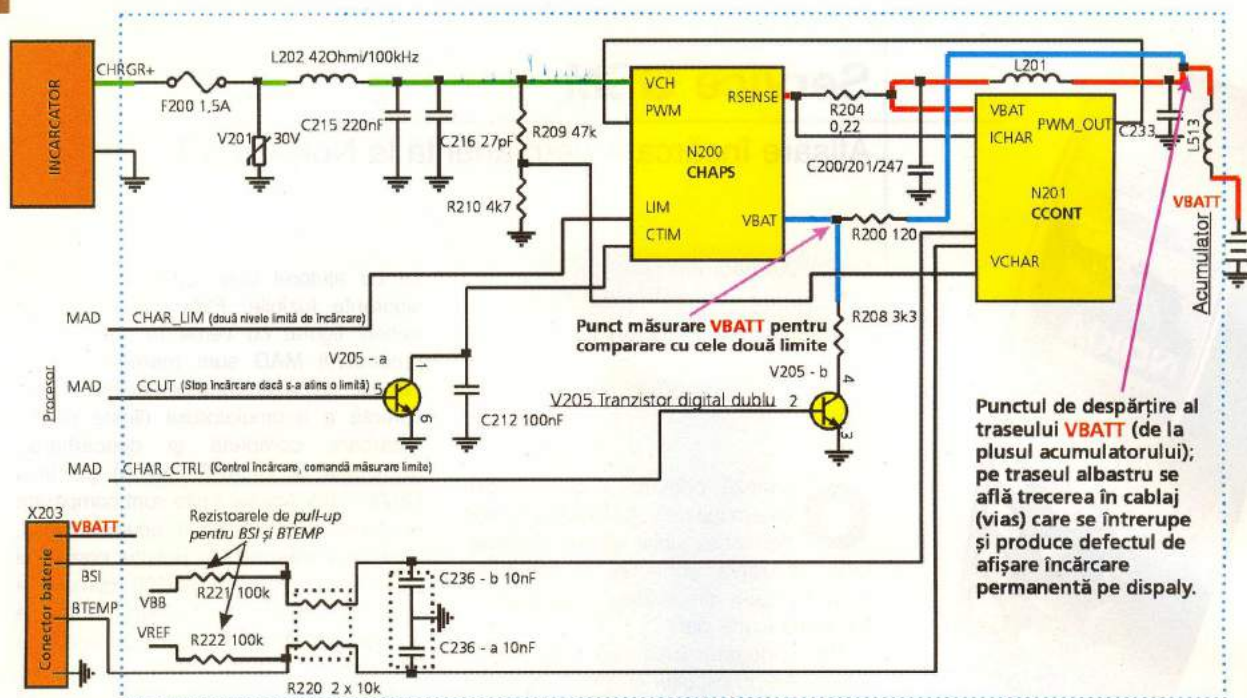 INCARCATOR
CHRGR+
F200 1,5A
V201
30V
L202 42Ohmi/100kHz
C215 220nF
C216 27pF
R209 47k
R210 4k7
VCH
PWM
RSENSE
N200
CHAPS
LIM
CTIM
VBAT
R204
0,22
C200/201/247
R200 120
L201
VBAT
ICHAR
PWM_OUT
N201
CCONT
VCHAR
C233
L513
VBATT
Acumulator
Procesor
MAD
CHAR_LIM (două nivele limită de încărcare)
MAD
CCUT (Stop încărcare dacă s-a atins o limită)
MAD
CHAR_CTRL (Control încărcare, comandă măsurare limite)
V205 - a
1
5
6
C212 100nF
Punct măsurare VBATT pentru
comparare cu cele două limite
R208 3k3
V205 - b
V205 Tranzistor digital dublu
2
4
3
Punctul de despărțire al
traseului VBATT (de la
plusul acumulatorului);
pe traseul albastru se
află trecerea în cablaj
(vias) care se întrerupe
și produce defectul de
afișare încărcare
permanentă pe dispaly.
X203
Conector baterie
VBATT
BSI
BTEMP
Rezistoarele de pull-up
pentru BSI și BTEMP
VBB
R221 100k
VREF
R222 100k
R220 2 x 10k
C236 - b 10nF
C236 - a 10nF